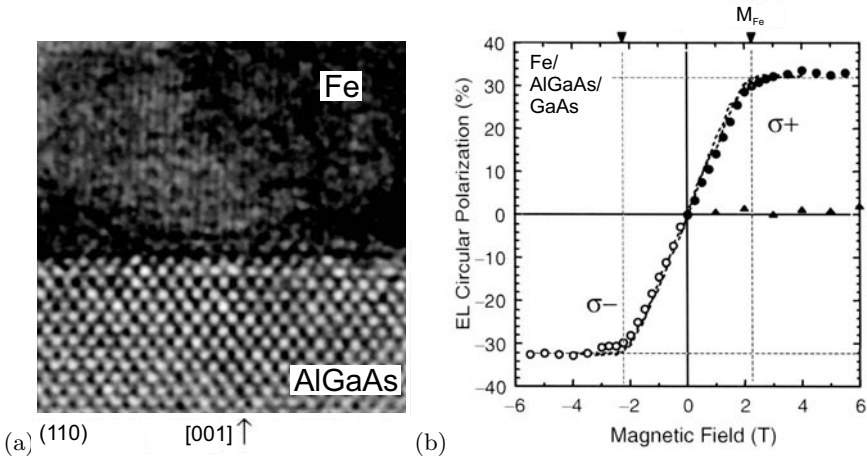 Fe
AlGaAs
(a) (110) [001] ↑
M_Fe
Fe/
AlGaAs/
GaAs
σ+
σ−
EL Circular Polarization (%)
40
30
20
10
0
−10
−20
−30
−40
−6 −4 −2 0 2 4 6
Magnetic Field (T)
(b)